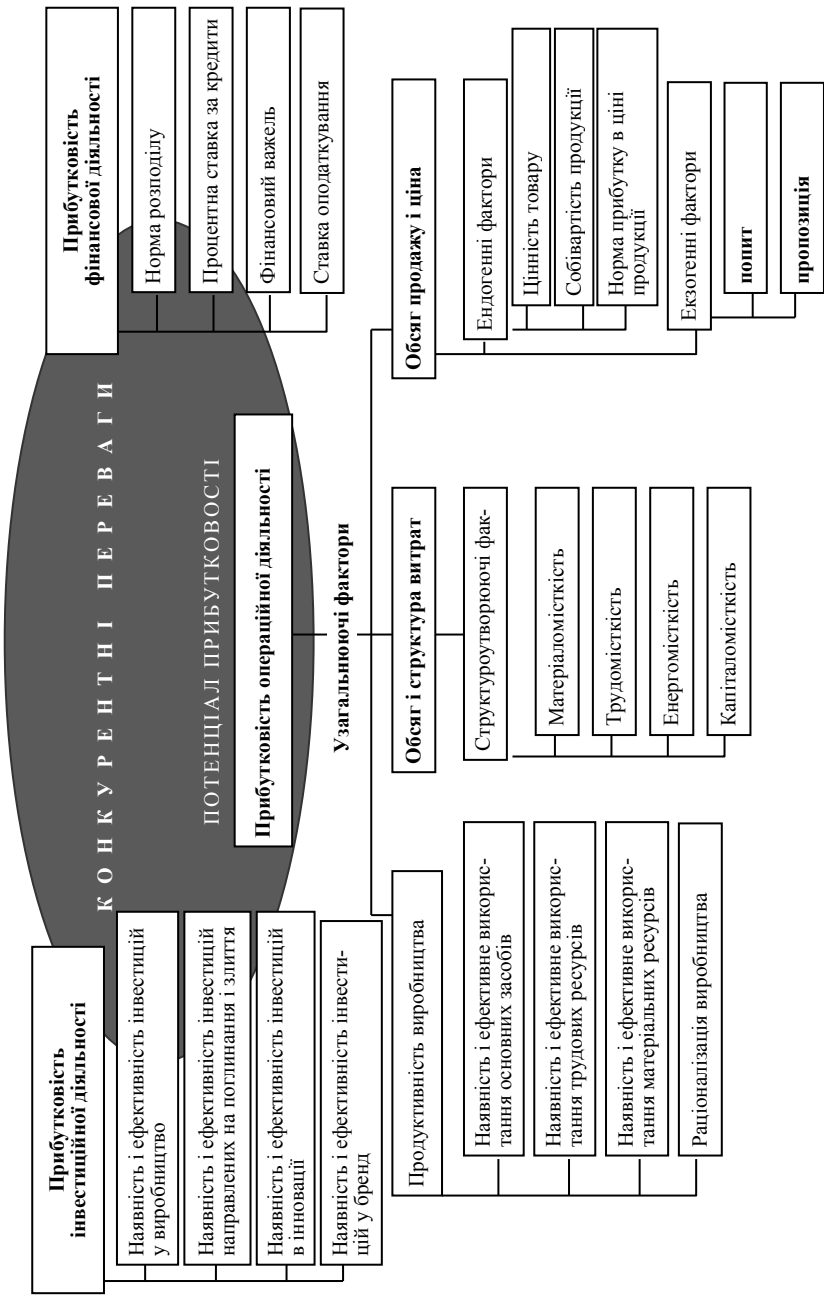 Прибутковість
інвестиційної діяльності
Наявність і ефективність інвестицій
у виробництво
Наявність і ефективність інвестицій
направлених на поглинання і злиття
Наявність і ефективність інвестицій
в інновації
Наявність і ефективність інвести-
цій у бренд
КОНКУРЕНТНІ ПЕРЕВАГИ
ПОТЕНЦІАЛ ПРИБУТКОВОСТІ
Прибутковість операційної діяльності
Прибутковість
фінансової діяльності
Норма розподілу
Процентна ставка за кредити
Фінансовий важель
Ставка оподаткування
Узагальнюючі фактори
Продуктивність виробництва
Наявність і ефективне викорис-
тання основних засобів
Наявність і ефективне викорис-
тання трудових ресурсів
Наявність і ефективне викорис-
тання матеріальних ресурсів
Раціоналізація виробництва
Обсяг і структура витрат
Структуроутворюючі фак-
Матеріаломісткість
Трудомісткість
Енергомісткість
Капіталомісткість
Обсяг продажу і ціна
Ендогенні фактори
Цінність товару
Собівартість продукції
Норма прибутку в ціні
продукції
Екзогенні фактори
попит
пропозиція